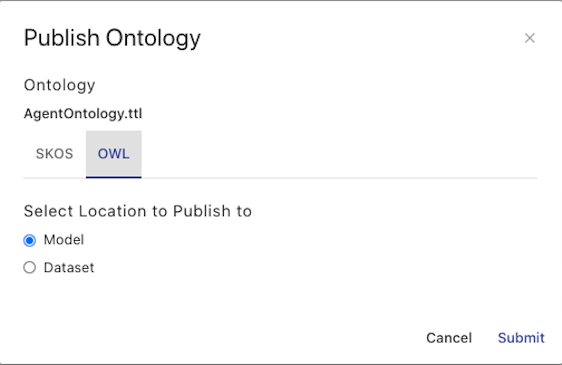 Publish Ontology
Ontology
AgentOntology.ttl
SKOS OWL
Select Location to Publish to
Model
Dataset
Cancel Submit